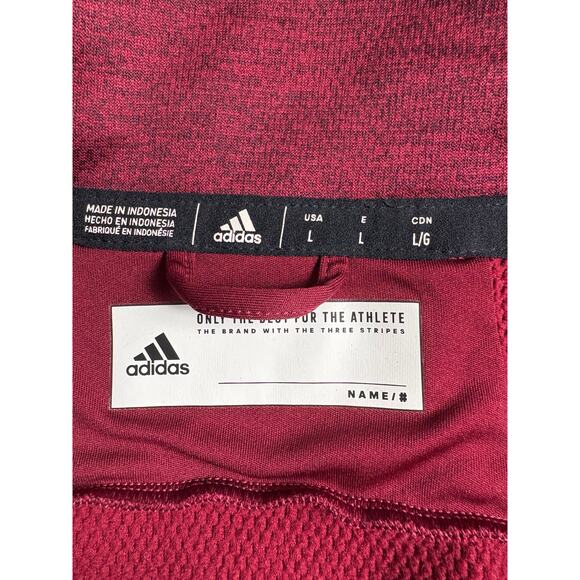 MADE IN INDONESIA
HECHO EN INDONESIA
FABRIQUÉ EN INDONÉSIE
adidas
USA
L
E
L
CDN
L/G
ONLY THE BEST FOR THE ATHLETE
THE BRAND WITH THE THREE STRIPES
adidas
NAME/#